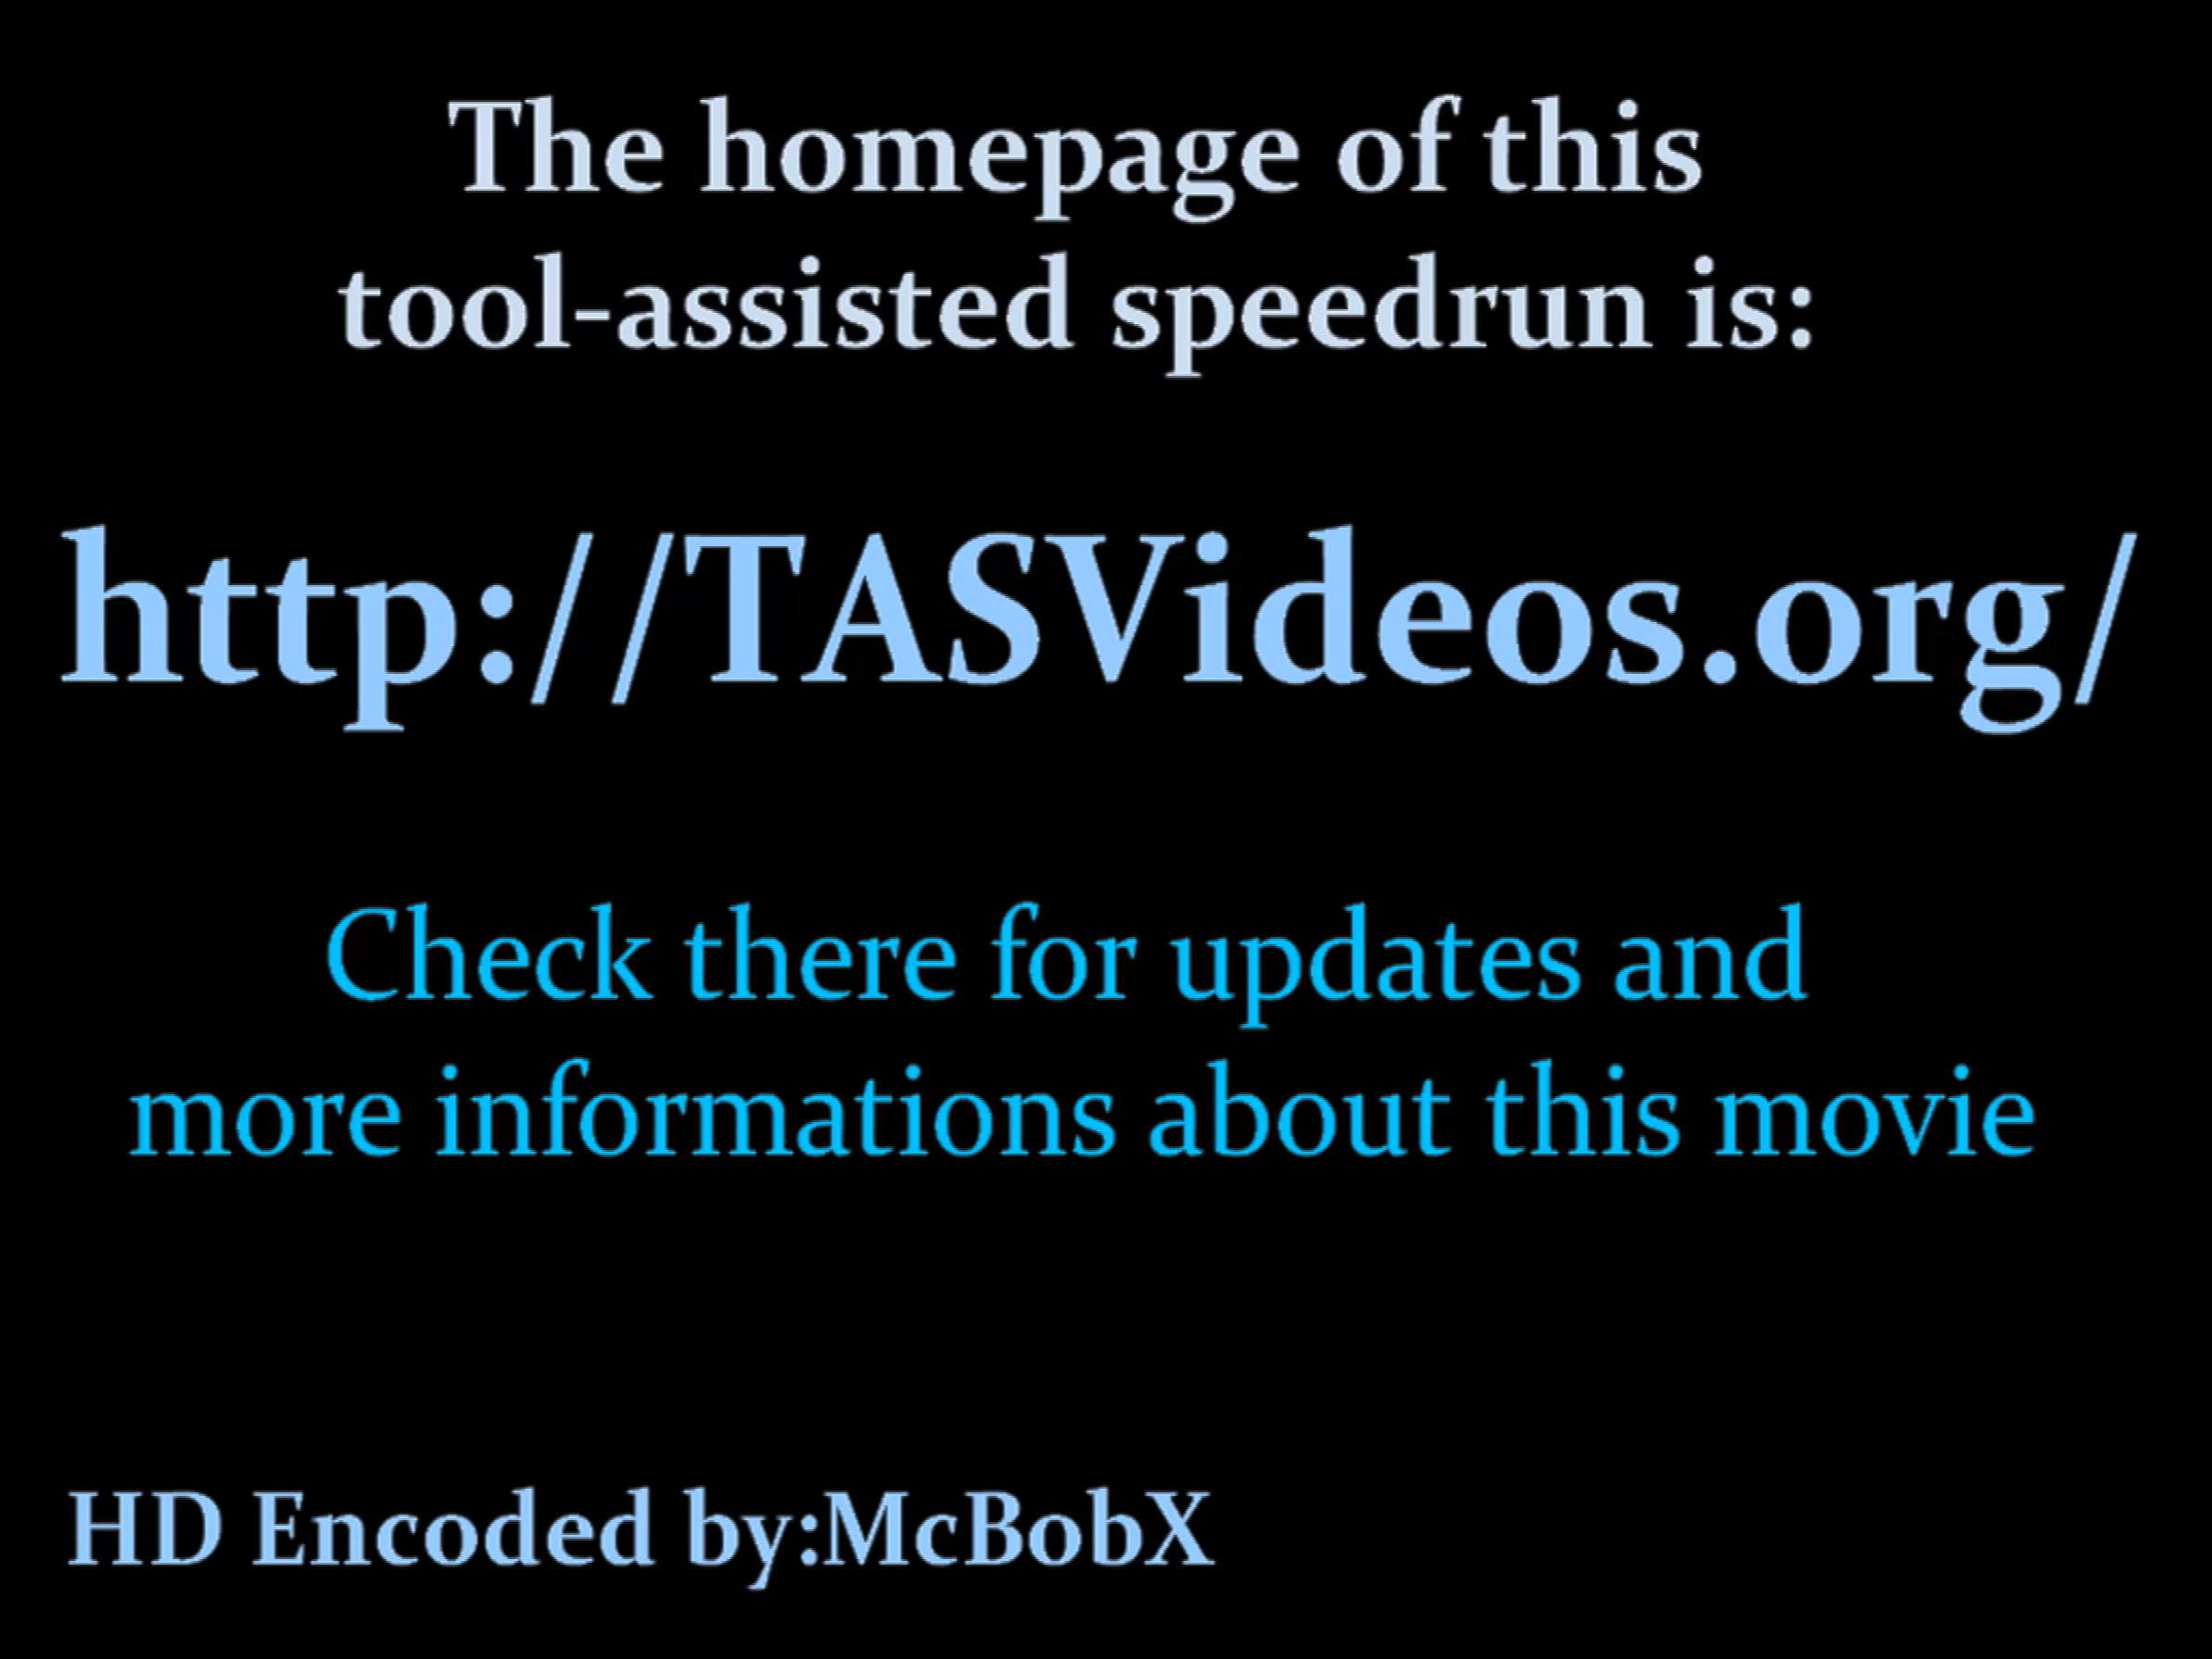 The homepage of this
tool-assisted speedrun is:
http://TASVideos.org/
Check there for updates and
more informations about this movie
HD Encoded by:McBobX